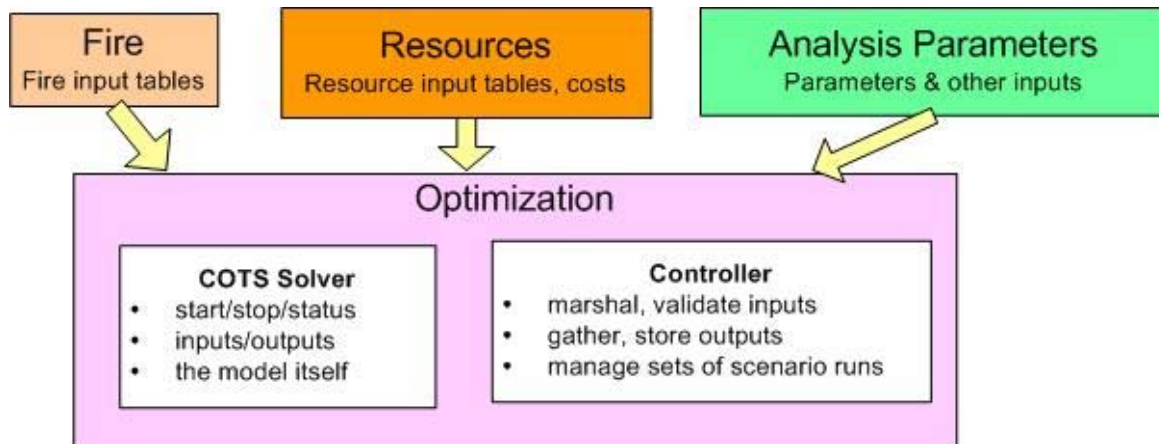 Fire
Fire input tables
Resources
Resource input tables, costs
Analysis Parameters
Parameters & other inputs
Optimization
COTS Solver
• start/stop/status
• inputs/outputs
• the model itself
Controller
• marshal, validate inputs
• gather, store outputs
• manage sets of scenario runs